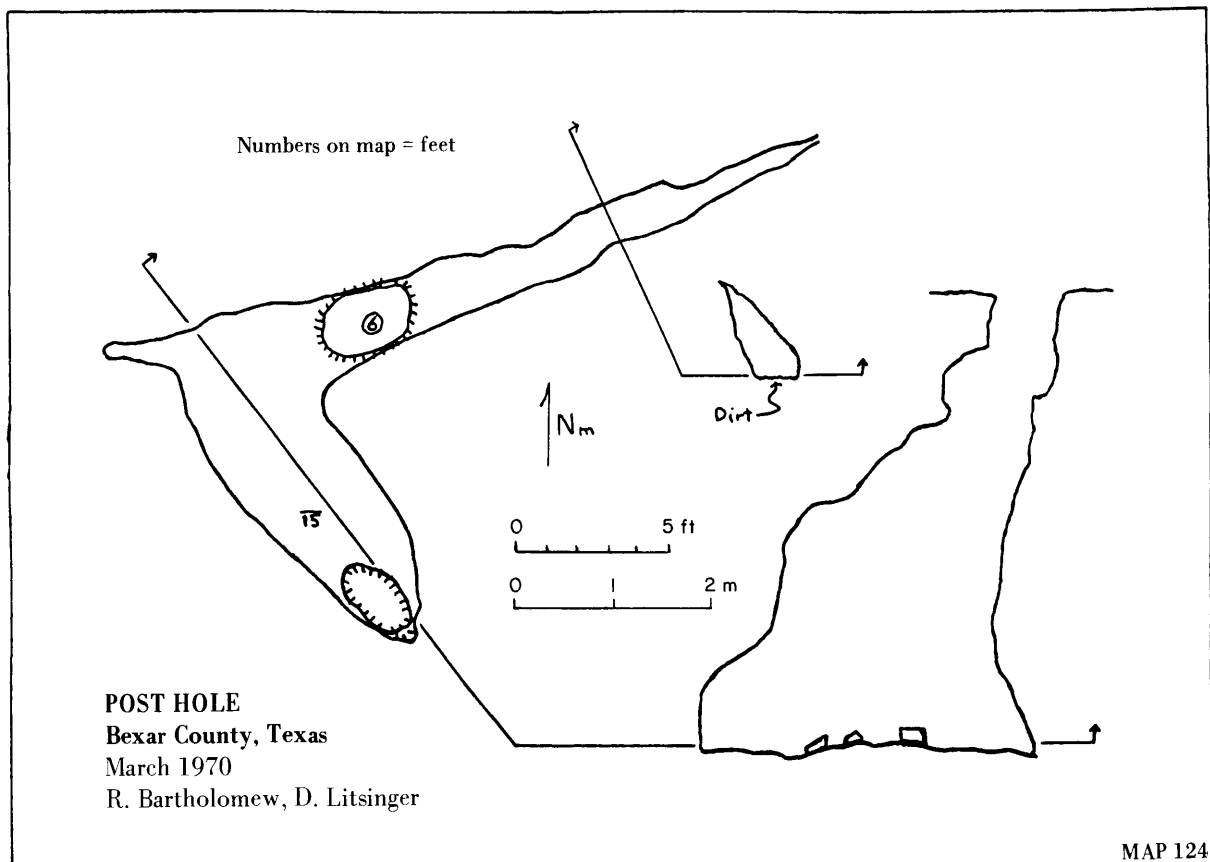 Numbers on map = feet
6
Dirt
Nm
15
0 5 ft
0 1 2 m
POST HOLE
Bexar County, Texas
March 1970
R. Bartholomew, D. Litsinger
MAP 124